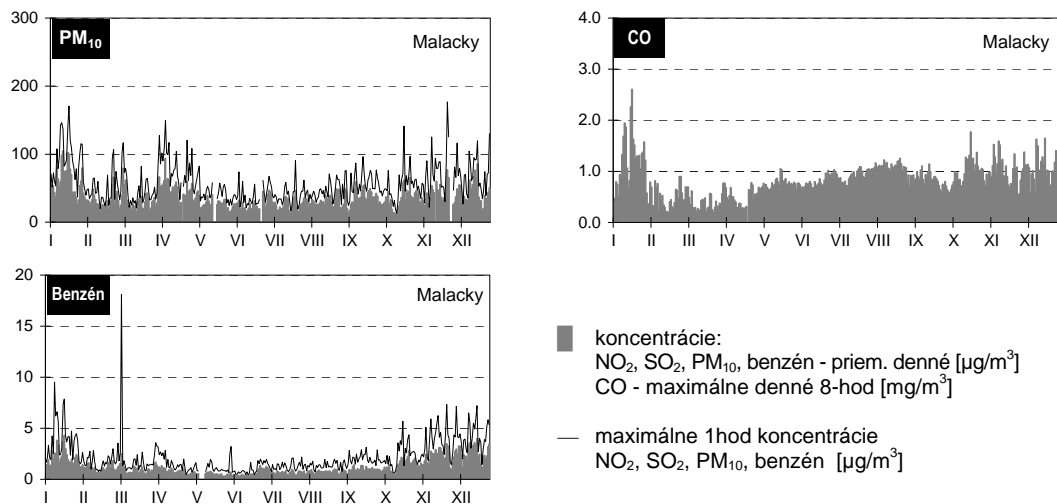 300
200
100
0
PM₁₀
Malacky
I II III IV V VI VII VIII IX X XI XII
4.0
3.0
2.0
1.0
0.0
CO
Malacky
I II III IV V VI VII VIII IX X XI XII
20
15
10
5
0
Benzén
Malacky
I II III IV V VI VII VIII IX X XI XII
koncentrácie:
NO₂, SO₂, PM₁₀, benzén - priem. denné [µg/m³]
CO - maximálne denné 8-hod [mg/m³]
maximálne 1hod koncentrácie
NO₂, SO₂, PM₁₀, benzén [µg/m³]